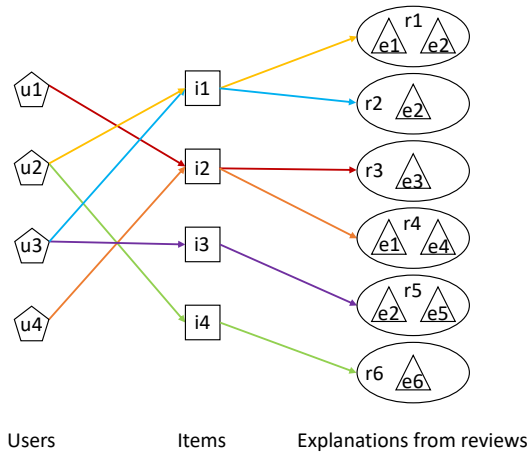 r1
e1 e2
u1
i1
r2 e2
u2
i2
r3 e3
r4
e1 e4
u3
i3
r5
e2 e5
u4
i4
r6 e6
Users Items Explanations from reviews